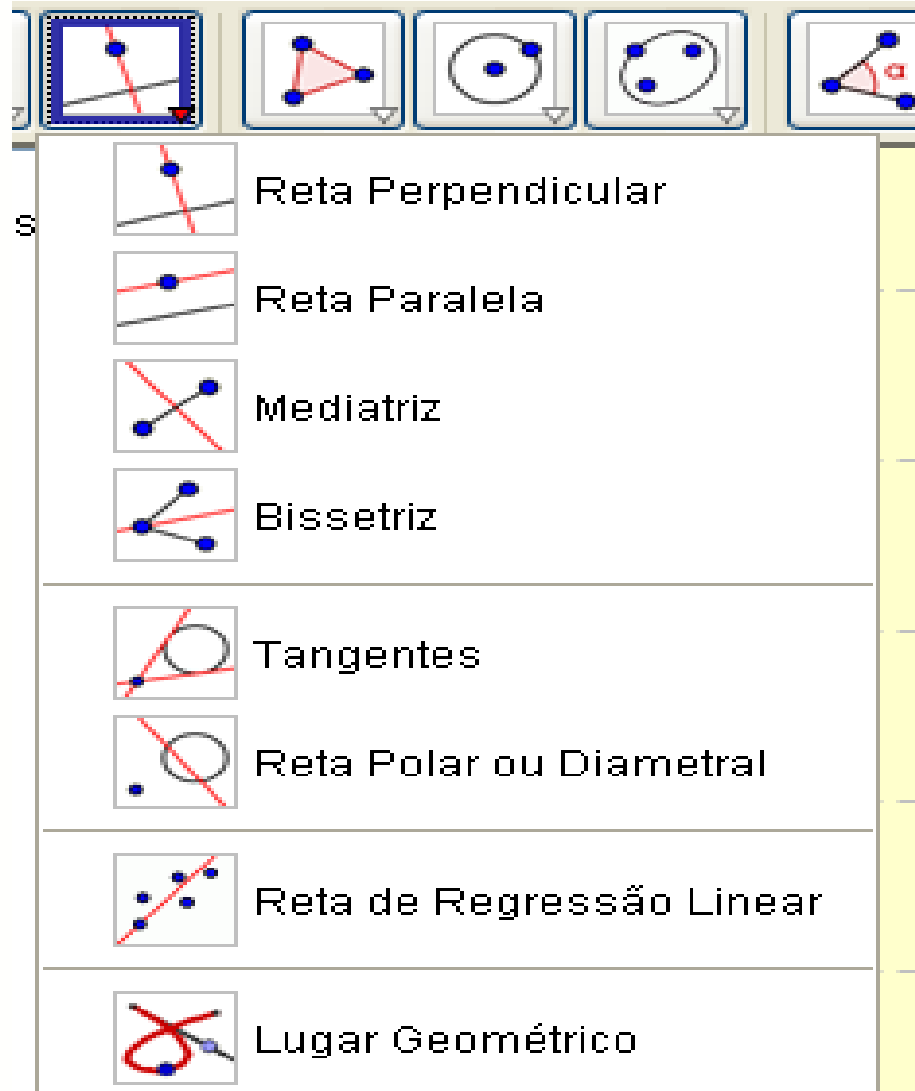 α
s
Reta Perpendicular
Reta Paralela
Mediatriz
Bissetriz
Tangentes
Reta Polar ou Diametral
Reta de Regressão Linear
Lugar Geométrico